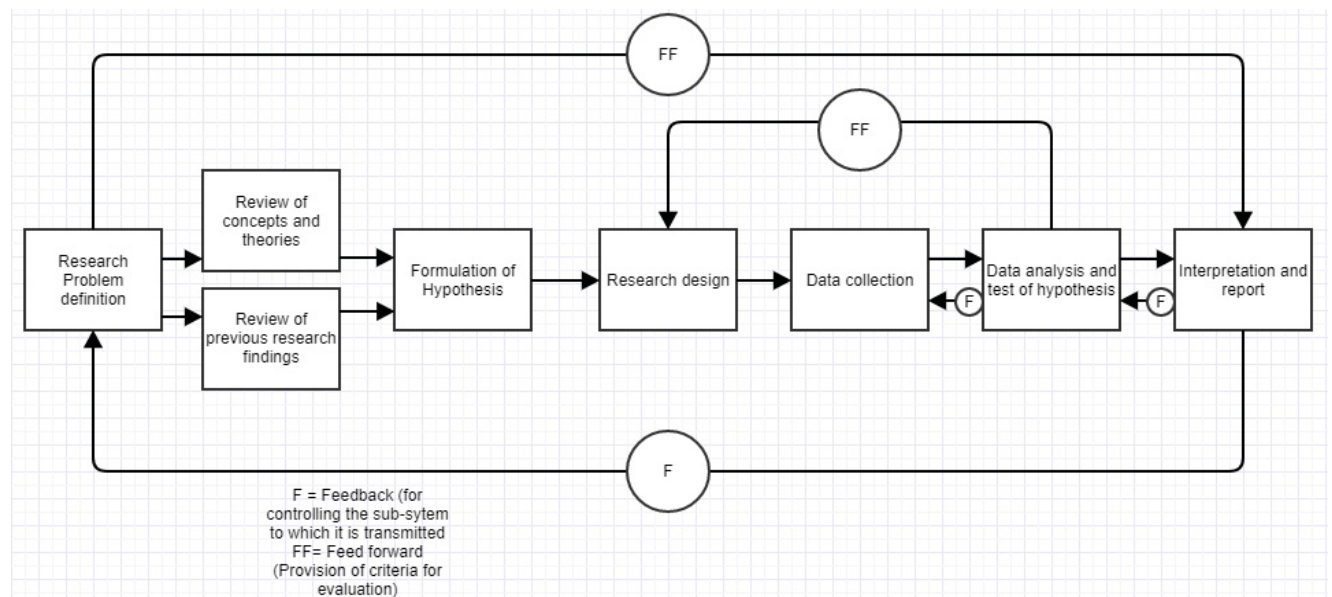 FF
FF
Review of
concepts and
theories
Research
Problem
definition
Formulation of
Hypothesis
Research design
Data collection
Data analysis and
test of hypothesis
Interpretation and
report
F
F
Review of
previous research
findings
F
F = Feedback (for
controlling the sub-sytem
to which it is transmitted
FF= Feed forward
(Provision of criteria for
evaluation)